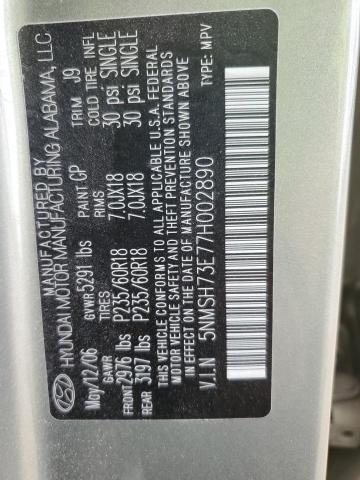 MANUFACTURED BY
HYUNDAI MOTOR MANUFACTURING ALABAMA, LLC
May/12/06 GVWR 5291 lbs PAINT GP TRIM J9
GAWR TIRES RIMS COLD TIRE INFL
FRONT 2976 lbs P235/60R18 7.0JX18 30 psi SINGLE
REAR 3197 lbs P235/60R18 7.0JX18 30 psi SINGLE
THIS VEHICLE CONFORMS TO ALL APPLICABLE U.S.A. FEDERAL
MOTOR VEHICLE SAFETY AND THEFT PREVENTION STANDARDS
IN EFFECT ON THE DATE OF MANUFACTURE SHOWN ABOVE
V.I.N 5NMSH73E77H002890 TYPE: MPV